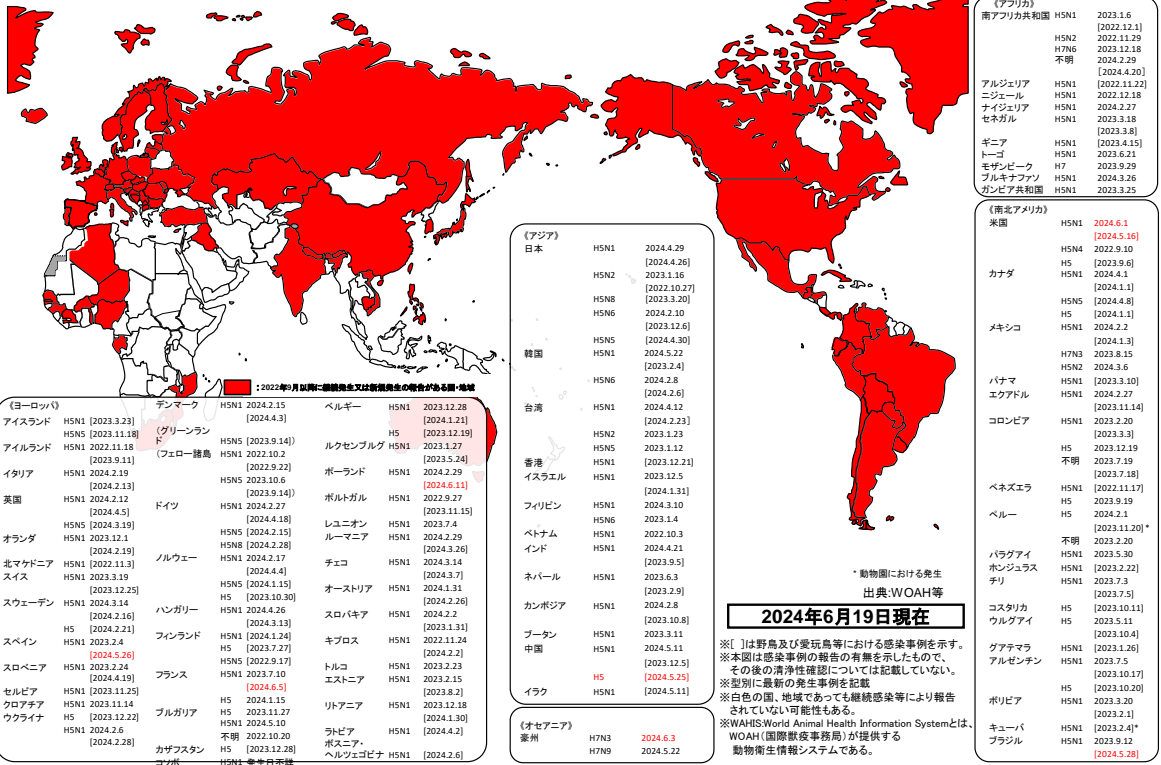 《アフリカ》
南アフリカ共和国 H5N1 2023.1.6
[2022.12.1]
H5N2 2022.11.29
H7N6 2023.12.18
不明 2024.2.29
[2024.4.20]
アルジェリア H5N1 [2022.11.22]
ニジェール H5N1 2022.12.18
ナイジェリア H5N1 2024.2.27
セネガル H5N1 2023.3.18
[2023.3.8]
ギニア H5N1 [2023.4.15]
トーゴ H5N1 2023.6.21
モザンビーク H7 2023.9.29
ブルキナファソ H5N1 2024.3.26
ガンビア共和国 H5N1 2023.3.25
《南北アメリカ》
米国 H5N1 2024.6.1
[2024.5.16]
H5N4 2022.9.10
H5 [2023.9.6]
カナダ H5N1 2024.4.1
[2024.1.1]
H5N5 [2024.4.8]
H5 [2024.1.1]
メキシコ H5N1 2024.2.2
[2024.1.3]
H7N3 2023.8.15
H5N2 2024.3.6
パナマ H5N1 [2023.3.10]
エクアドル H5N1 2024.2.27
[2023.11.14]
コロンビア H5N1 2023.2.20
[2023.3.3]
H5 2023.12.19
不明 2023.7.19
[2023.7.18]
ベネズエラ H5N1 [2022.11.17]
H5 2023.9.19
ペルー H5 2024.2.1
[2023.11.20]*
不明 2023.2.20
パラグアイ H5N1 2023.5.30
ホンジュラス H5N1 [2023.2.22]
チリ H5N1 2023.7.3
[2023.7.5]
コスタリカ H5 [2023.10.11]
ウルグアイ H5 2023.5.11
[2023.10.4]
グアテマラ H5N1 [2023.1.26]
アルゼンチン H5N1 2023.7.5
[2023.10.17]
H5 [2023.10.20]
ボリビア H5N1 2023.3.20
[2023.2.1]
キューバ H5N1 [2023.2.4]*
ブラジル H5N1 2023.9.12
[2024.5.28]
《アジア》
日本 H5N1 2024.4.29
[2024.4.26]
H5N2 2023.1.16
[2022.10.27]
H5N8 [2023.3.20]
H5N6 2024.2.10
[2023.12.6]
H5N5 [2024.4.30]
韓国 H5N1 2024.5.22
[2023.2.4]
H5N6 2024.2.8
[2024.2.6]
台湾 H5N1 2024.4.12
[2024.2.23]
H5N2 2023.1.23
H5N5 2023.1.12
香港 H5N1 [2023.12.21]
イスラエル H5N1 2023.12.5
[2024.1.31]
フィリピン H5N1 2024.3.10
H5N6 2023.1.4
ベトナム H5N1 2022.10.3
インド H5N1 2024.4.21
[2023.9.5]
ネパール H5N1 2023.6.3
[2023.2.9]
カンボジア H5N1 2024.2.8
[2023.10.8]
ブータン H5N1 2023.3.11
中国 H5N1 2024.5.11
[2023.12.5]
H5 [2024.5.25]
イラク H5N1 [2024.5.11]
《オセアニア》
豪州 H7N3 2024.6.3
H7N9 2024.5.22
:2022年9月以降に継続発生又は新規発生の報告がある国・地域
《ヨーロッパ》
アイスランド H5N1 [2023.3.23]
H5N5 [2023.11.18]
アイルランド H5N1 2022.11.18
[2023.9.11]
イタリア H5N1 2024.2.19
[2024.2.13]
英国 H5N1 2024.2.12
[2024.4.5]
H5N5 [2024.3.19]
オランダ H5N1 2023.12.1
[2024.2.19]
北マケドニア H5N1 [2022.11.3]
スイス H5N1 2023.3.19
[2023.12.25]
スウェーデン H5N1 2024.3.14
[2024.2.16]
H5 [2024.2.21]
スペイン H5N1 2023.2.4
[2024.5.26]
スロベニア H5N1 2023.2.24
[2024.4.19]
セルビア H5N1 [2023.11.25]
クロアチア H5N1 2023.11.14
ウクライナ H5 [2023.12.22]
H5N1 2024.2.6
[2024.2.28]
デンマーク H5N1 2024.2.15
[2024.4.3]
(グリーンランド H5N5 [2023.9.14])
(フェロー諸島 H5N1 2022.10.2
[2022.9.22]
H5N5 2023.10.6
[2023.9.14])
ドイツ H5N1 2024.2.27
[2024.4.18]
H5N5 [2024.2.15]
H5N8 [2024.2.28]
ノルウェー H5N1 2024.2.17
[2024.4.4]
H5N5 [2024.1.15]
H5 [2023.10.30]
ハンガリー H5N1 2024.4.26
[2024.3.13]
フィンランド H5N1 [2024.1.24]
H5 [2023.7.27]
H5N5 [2022.9.17]
フランス H5N1 2023.7.10
[2024.6.5]
H5 2024.1.15
ブルガリア H5 2023.11.27
H5N1 2024.5.10
不明 2022.10.20
カザフスタン H5 [2023.12.28]
コソボ H5N1 発生日不詳
ベルギー H5N1 2023.12.28
[2024.1.21]
H5 [2023.12.19]
ルクセンブルグ H5N1 2023.1.27
[2023.5.24]
ポーランド H5N1 2024.2.29
[2024.6.11]
ポルトガル H5N1 2022.9.27
[2023.11.15]
レユニオン H5N1 2023.7.4
ルーマニア H5N1 2024.2.29
[2024.3.26]
チェコ H5N1 2024.3.14
[2024.3.7]
オーストリア H5N1 2024.1.31
[2024.2.26]
スロバキア H5N1 2024.2.2
[2023.1.31]
キプロス H5N1 2022.11.24
[2024.2.2]
トルコ H5N1 2023.2.23
エストニア H5N1 2023.2.15
[2023.8.2]
リトアニア H5N1 2023.12.18
[2024.1.30]
ラトビア H5N1 [2024.4.2]
ボスニア・
ヘルツェゴビナ H5N1 [2024.2.6]
* 動物園における発生
出典:WOAH等
2024年6月19日現在
※[ ]は野鳥及び愛玩鳥等における感染事例を示す。
※本図は感染事例の報告の有無を示したもので、
その後の清浄性確認については記載していない。
※型別に最新の発生事例を記載
※白色の国、地域であっても継続感染等により報告
されていない可能性もある。
※WAHIS:World Animal Health Information Systemとは、
WOAH(国際獣疫事務局)が提供する
動物衛生情報システムである。